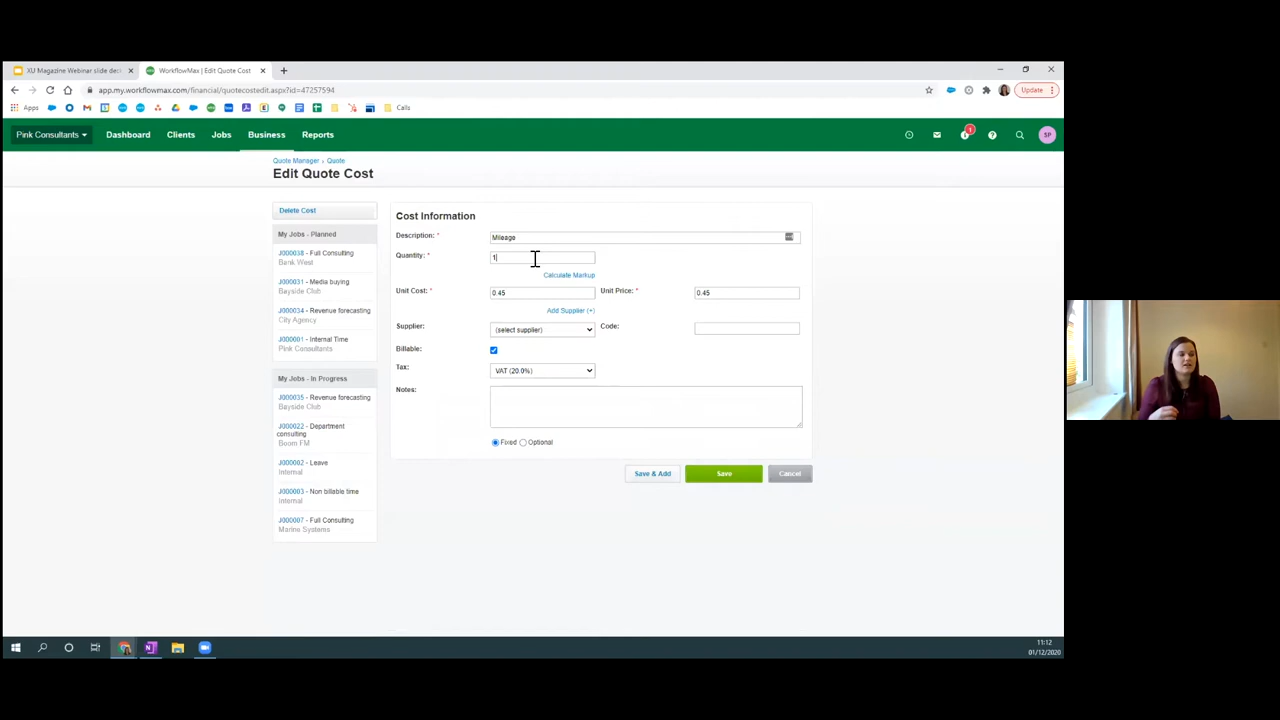 XU Magazine Webinar slide dec
WorkflowMax | Edit Quote Cost
app.my.workflowmax.com/financial/quotecostedit.aspx?id=47257594
Update
Apps
Calls
Pink Consultants
Dashboard
Clients
Jobs
Business
Reports
1
SP
Quote Manager › Quote
Edit Quote Cost
Delete Cost
My Jobs - Planned
J000038 - Full Consulting
Bank West
J000031 - Media buying
Bayside Club
J000034 - Revenue forecasting
City Agency
J000001 - Internal Time
Pink Consultants
My Jobs - In Progress
J000035 - Revenue forecasting
Bayside Club
J000022 - Department
consulting
Boom FM
J000002 - Leave
Internal
J000003 - Non billable time
Internal
J000007 - Full Consulting
Marine Systems
Cost Information
Description: * Mileage
Quantity: * 1
Calculate Markup
Unit Cost: * 0.45 Unit Price: * 0.45
Add Supplier (+)
Supplier: (select supplier) Code:
Billable:
Tax: VAT (20.0%)
Notes:
Fixed Optional
Save & Add Save Cancel
11:12
01/12/2020